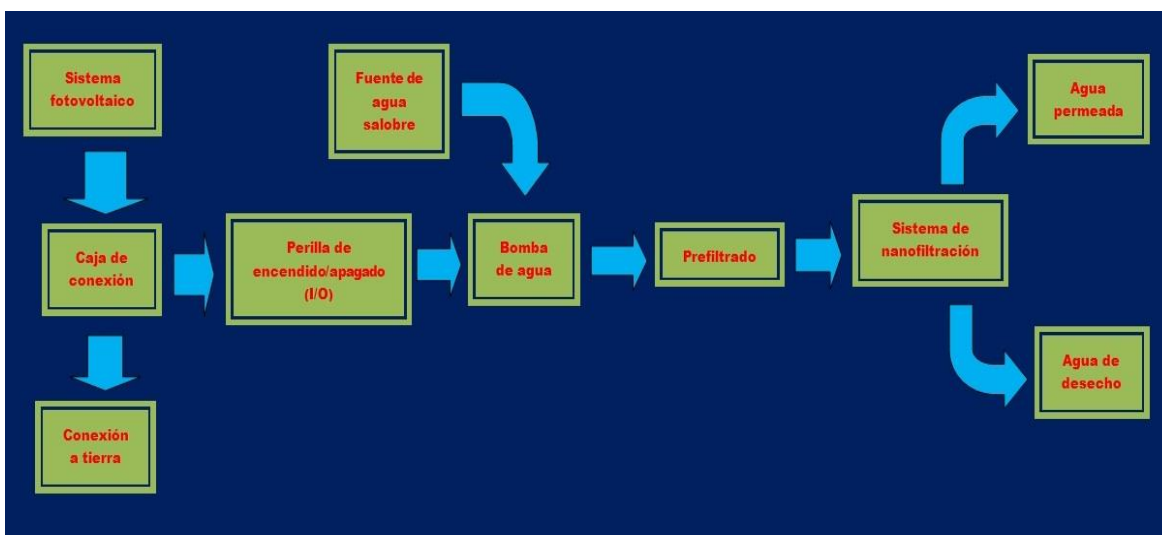 Sistema
fotovoltaico
Fuente de
agua
salobre
Agua
permeada
Caja de
conexión
Perilla de
encendido/apagado
(I/O)
Bomba
de agua
Prefiltrado
Sistema de
nanofiltración
Agua de
desecho
Conexión
a tierra